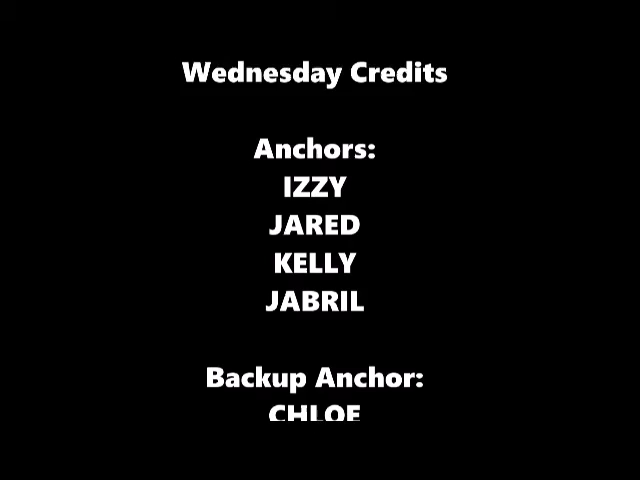 Wednesday Credits
Anchors:
IZZY
JARED
KELLY
JABRIL
Backup Anchor:
CHLOE